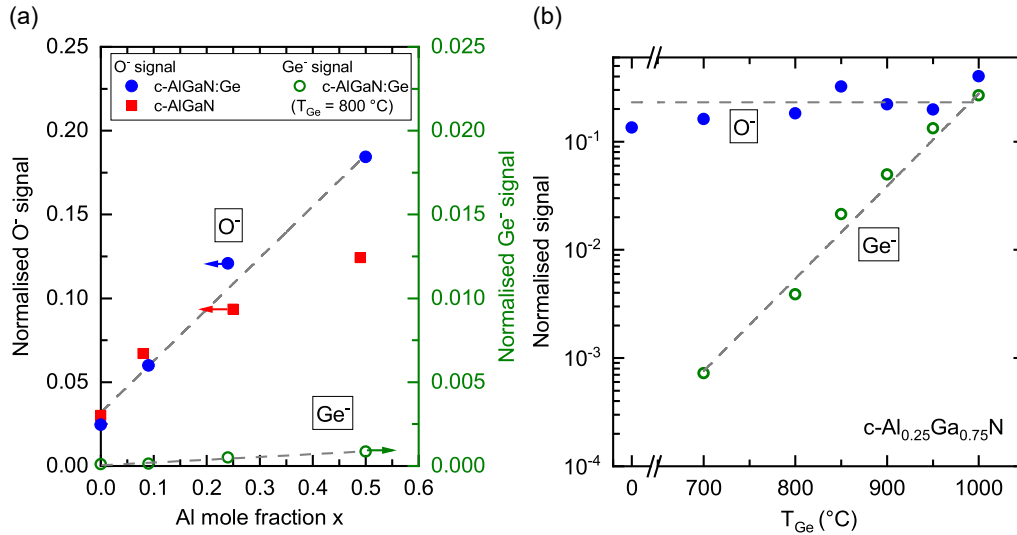 (a)
0.25
0.20
0.15
0.10
0.05
0.00
Normalised O⁻ signal
O⁻ signal
c-AlGaN:Ge
c-AlGaN
Ge⁻ signal
c-AlGaN:Ge
(T_Ge = 800 °C)
O⁻
Ge⁻
0.025
0.020
0.015
0.010
0.005
0.000
Normalised Ge⁻ signal
0.0 0.1 0.2 0.3 0.4 0.5 0.6
Al mole fraction x
(b)
10⁻¹
10⁻²
10⁻³
10⁻⁴
Normalised signal
O⁻
Ge⁻
c-Al₀.₂₅Ga₀.₇₅N
0 700 800 900 1000
T_Ge (°C)